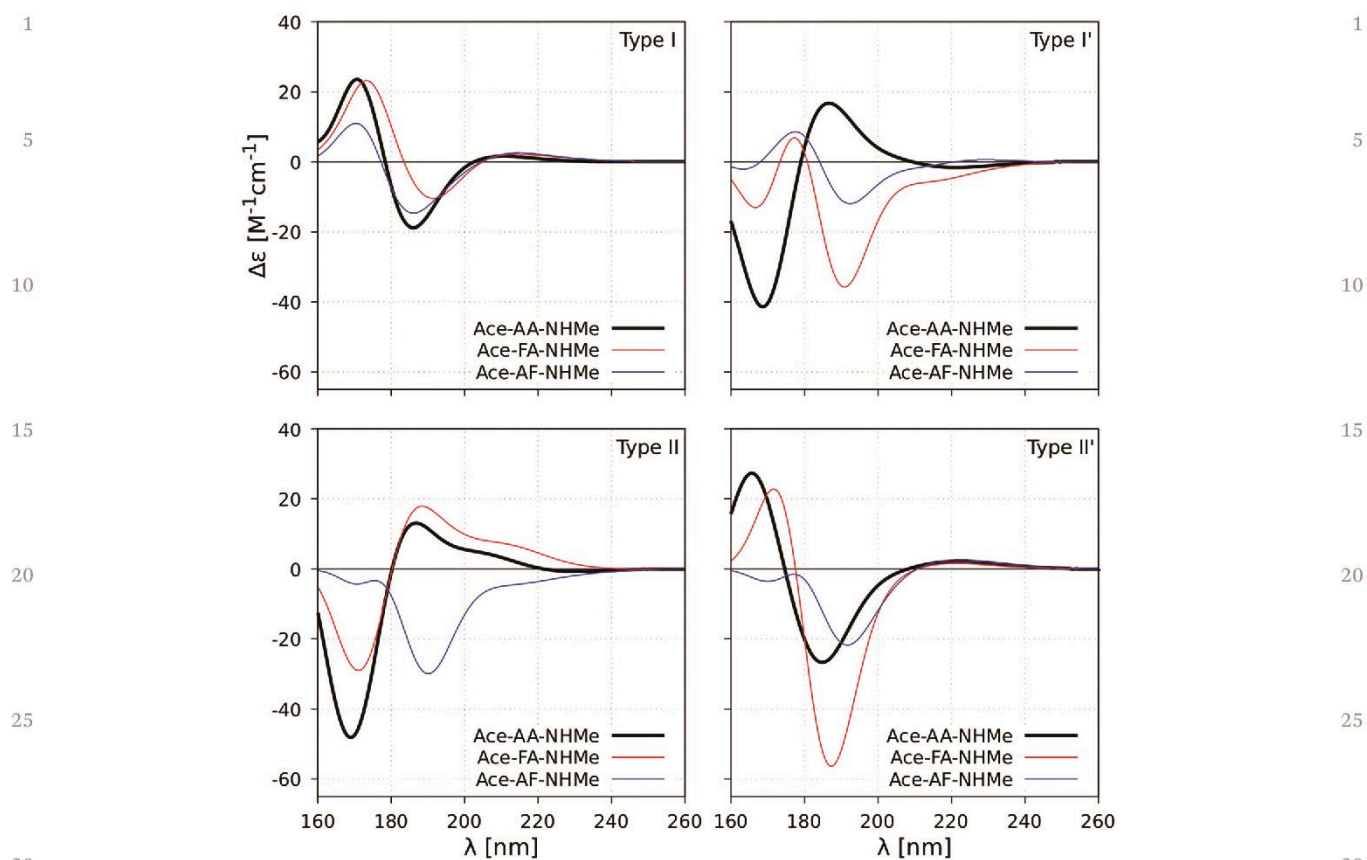 1
1
5
5
10
10
15
15
20
20
25
25
Type I
40
20
0
-20
-40
-60
Δε [M-1cm-1]
Ace-AA-NHMe
Ace-FA-NHMe
Ace-AF-NHMe
Type I'
Ace-AA-NHMe
Ace-FA-NHMe
Ace-AF-NHMe
Type II
40
20
0
-20
-40
-60
Ace-AA-NHMe
Ace-FA-NHMe
Ace-AF-NHMe
160 180 200 220 240 260
λ [nm]
Type II'
Ace-AA-NHMe
Ace-FA-NHMe
Ace-AF-NHMe
160 180 200 220 240 260
λ [nm]